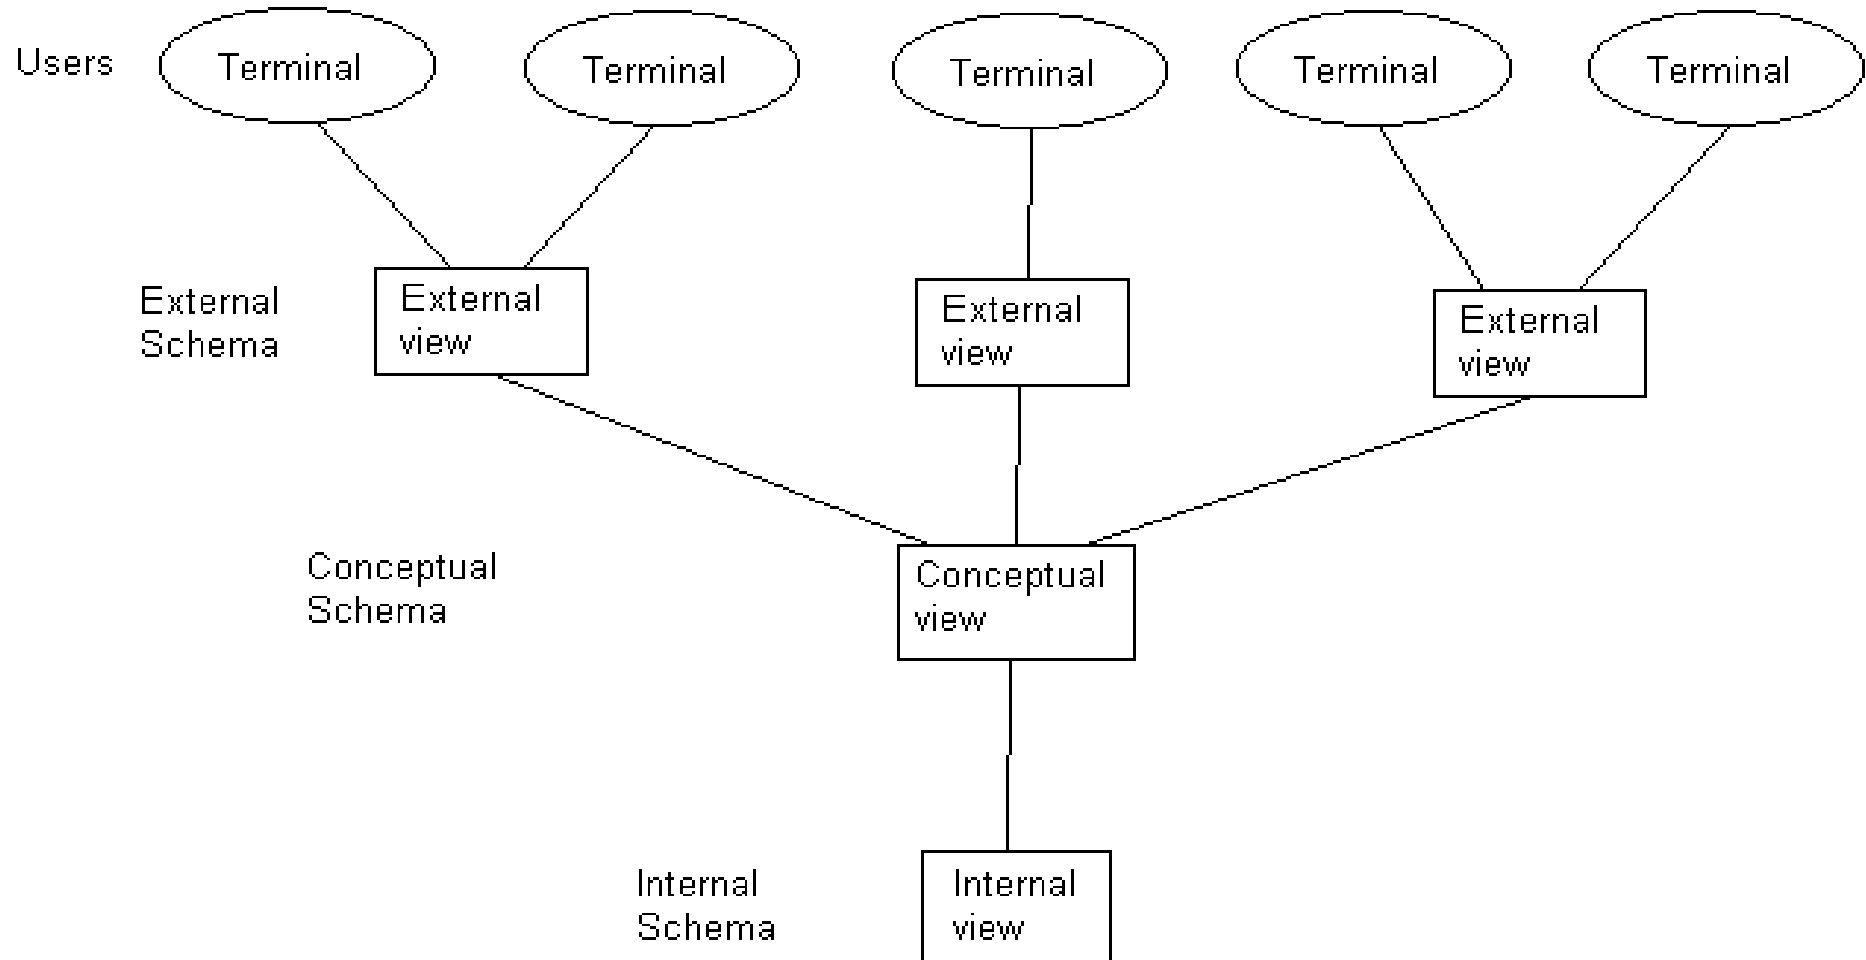 Users
Terminal
Terminal
Terminal
Terminal
Terminal
External
Schema
External
view
External
view
External
view
Conceptual
Schema
Conceptual
view
Internal
Schema
Internal
view